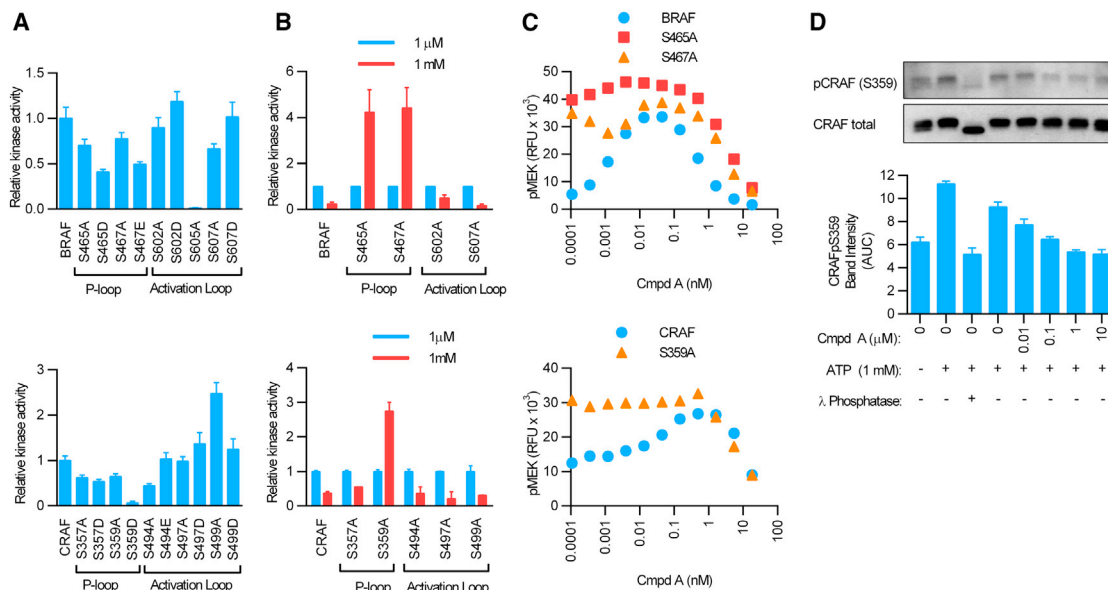 A
Relative kinase activity
1.5
1.0
0.5
0.0
BRAF
S465A
S465D
S467A
S467E
S602A
S602D
S605A
S607A
S607D
P-loop
Activation Loop
Relative kinase activity
3
2
1
0
CRAF
S357A
S357D
S359A
S359D
S494A
S494E
S497A
S497D
S499A
S499D
P-loop
Activation Loop
B
1 μM
1 mM
Relative kinase activity
6
4
2
0
BRAF
S465A
S467A
S602A
S607A
P-loop
Activation Loop
1μM
1mM
Relative kinase activity
4
3
2
1
0
CRAF
S357A
S359A
S494A
S497A
S499A
P-loop
Activation Loop
C
BRAF
S465A
S467A
pMEK (RFU x 10³)
50
40
30
20
10
0
0.0001
0.001
0.01
0.1
1
10
100
Cmpd A (nM)
CRAF
S359A
pMEK (RFU x 10³)
40
30
20
10
0
0.0001
0.001
0.01
0.1
1
10
100
Cmpd A (nM)
D
pCRAF (S359)
CRAF total
CRAFpS359
Band Intensity
(AUC)
12
10
8
6
4
2
0
Cmpd A (μM): 0 0 0 0 0.01 0.1 1 10
ATP (1 mM): - + + + + + + +
λ Phosphatase: +